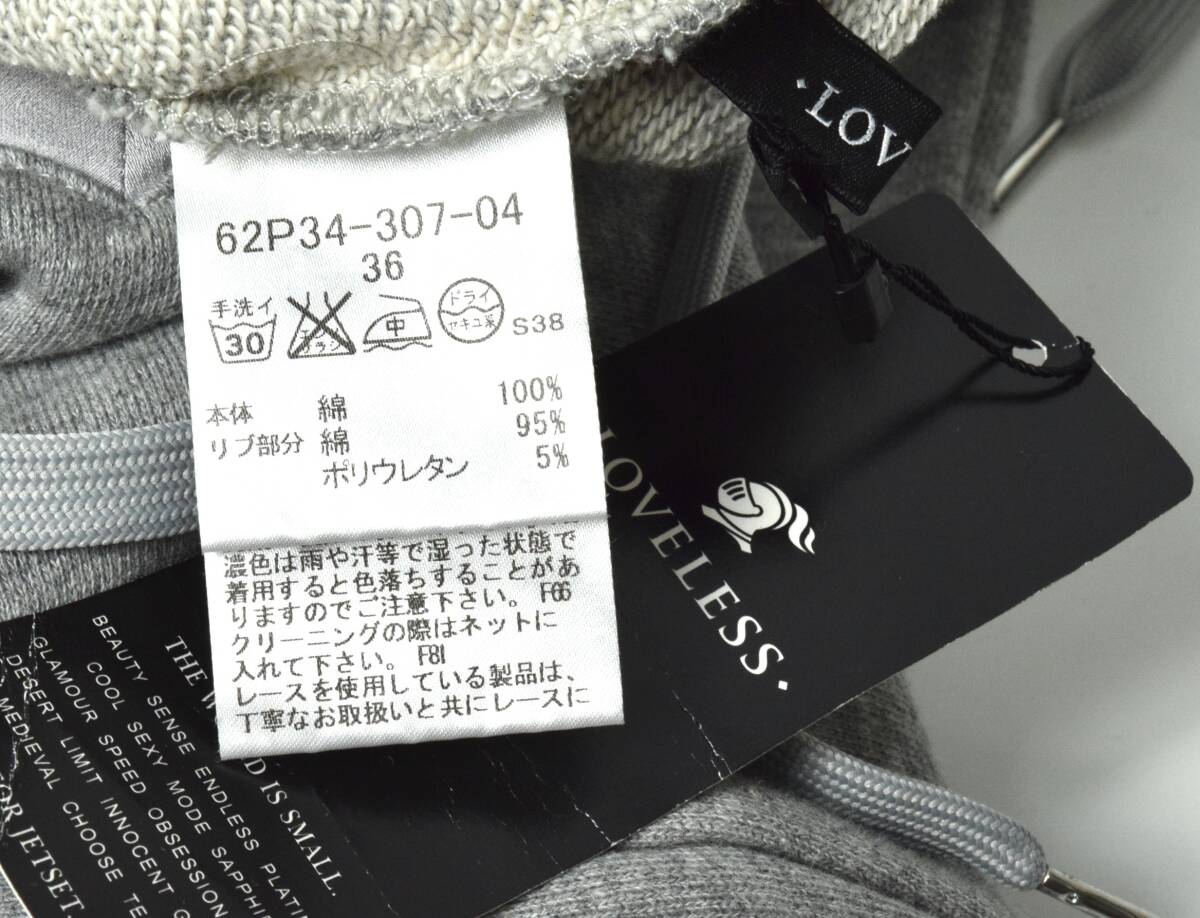 ·LOV
62P34-307-04
36
手洗イ
30
中
ドライ
セキユ系
S38
本体 綿 100%
リブ部分 綿 95%
ポリウレタン 5%
濃色は雨や汗等で湿った状態で
着用すると色落ちすることがあ
りますのでご注意下さい。 F66
クリーニングの際はネットに
入れて下さい。 F81
レースを使用している製品は、
丁寧なお取扱いと共にレースに
LOVELESS.
THE W
D IS SMALL.
BEAUTY SENSE ENDLESS PLATI
COOL SEXY MODE SAPPHI
GLAMOUR SPEED OBSESSION
DESERT LIMIT INNOCENT G
MEDIEVAL CHOOSE TE
OR JETSET.